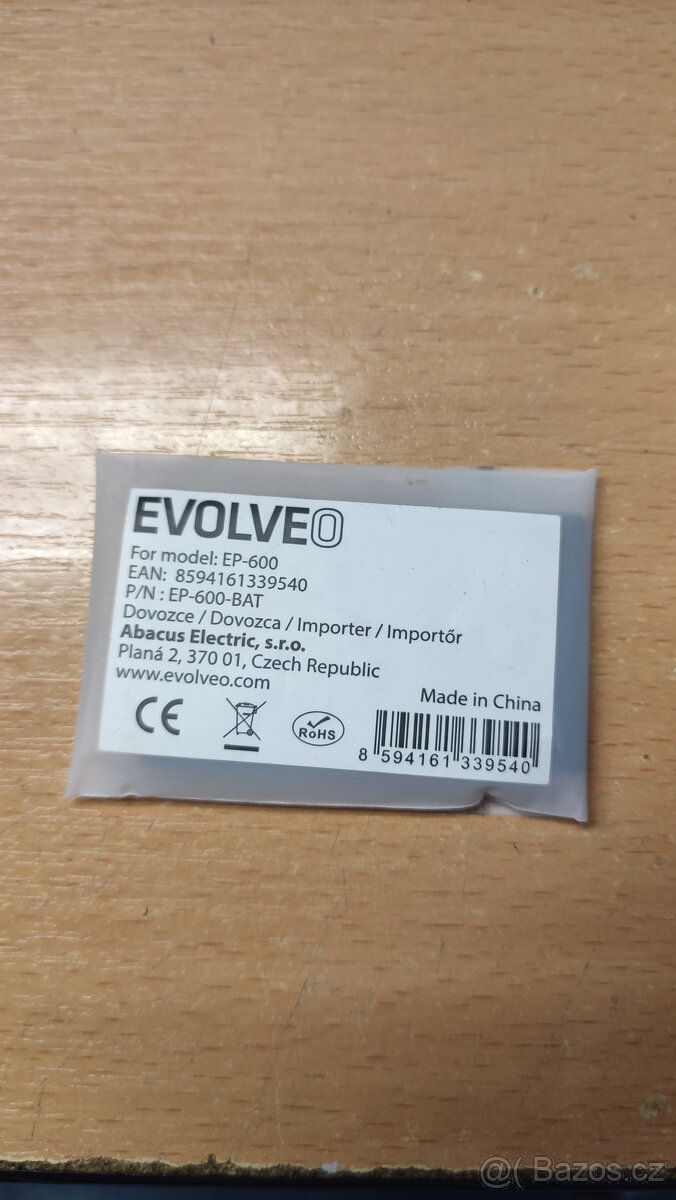 EVOLVEO
For model: EP-600
EAN: 8594161339540
P/N : EP-600-BAT
Dovozce / Dovozca / Importer / Importőr
Abacus Electric, s.r.o.
Planá 2, 370 01, Czech Republic
www.evolveo.com
Made in China
CE
RoHS
8 594161 339540
@( Bazos.cz